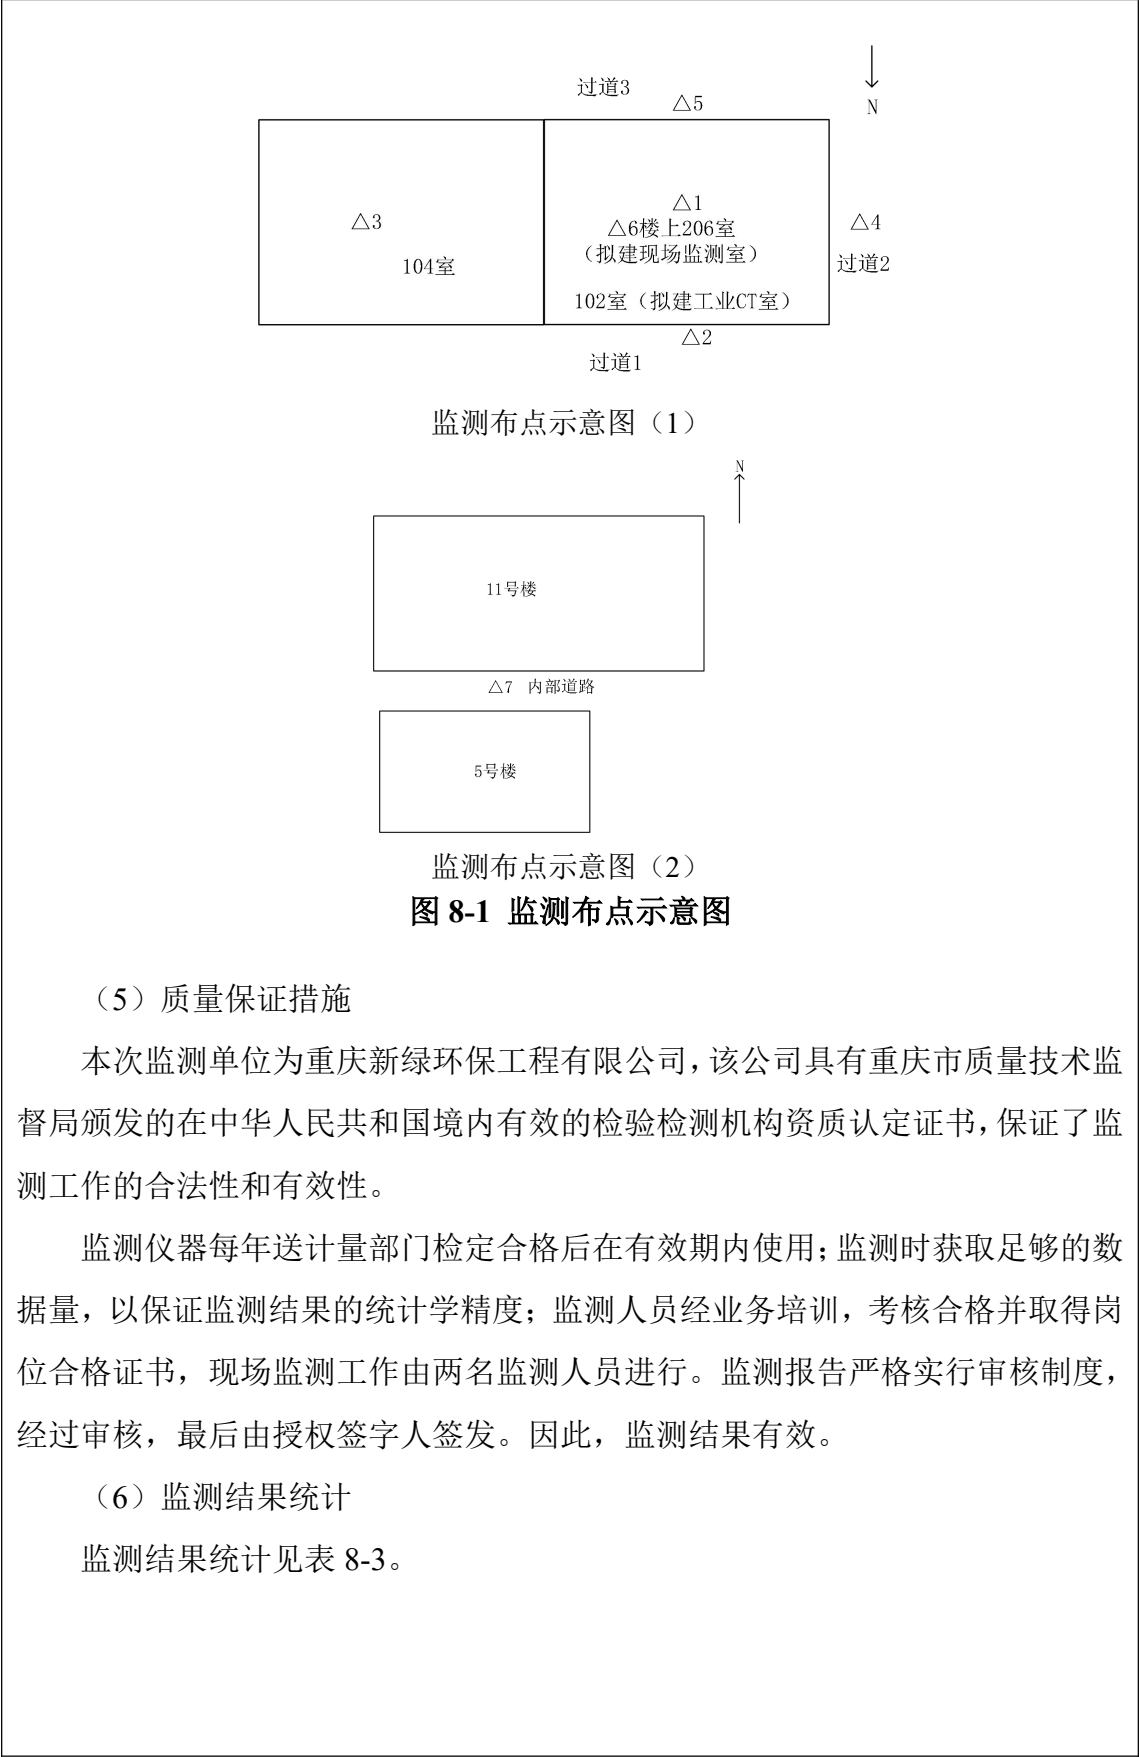 过道3
△5
N
△1
△3
△6楼上206室
△4
（拟建现场监测室）
过道2
104室
102室（拟建工业CT室）
△2
过道1
监测布点示意图（1）
N
11号楼
△7 内部道路
5号楼
监测布点示意图（2）
图 8-1 监测布点示意图
（5）质量保证措施
本次监测单位为重庆新绿环保工程有限公司，该公司具有重庆市质量技术监
督局颁发的在中华人民共和国境内有效的检验检测机构资质认定证书，保证了监
测工作的合法性和有效性。
监测仪器每年送计量部门检定合格后在有效期内使用；监测时获取足够的数
据量，以保证监测结果的统计学精度；监测人员经业务培训，考核合格并取得岗
位合格证书，现场监测工作由两名监测人员进行。监测报告严格实行审核制度，
经过审核，最后由授权签字人签发。因此，监测结果有效。
（6）监测结果统计
监测结果统计见表 8-3。